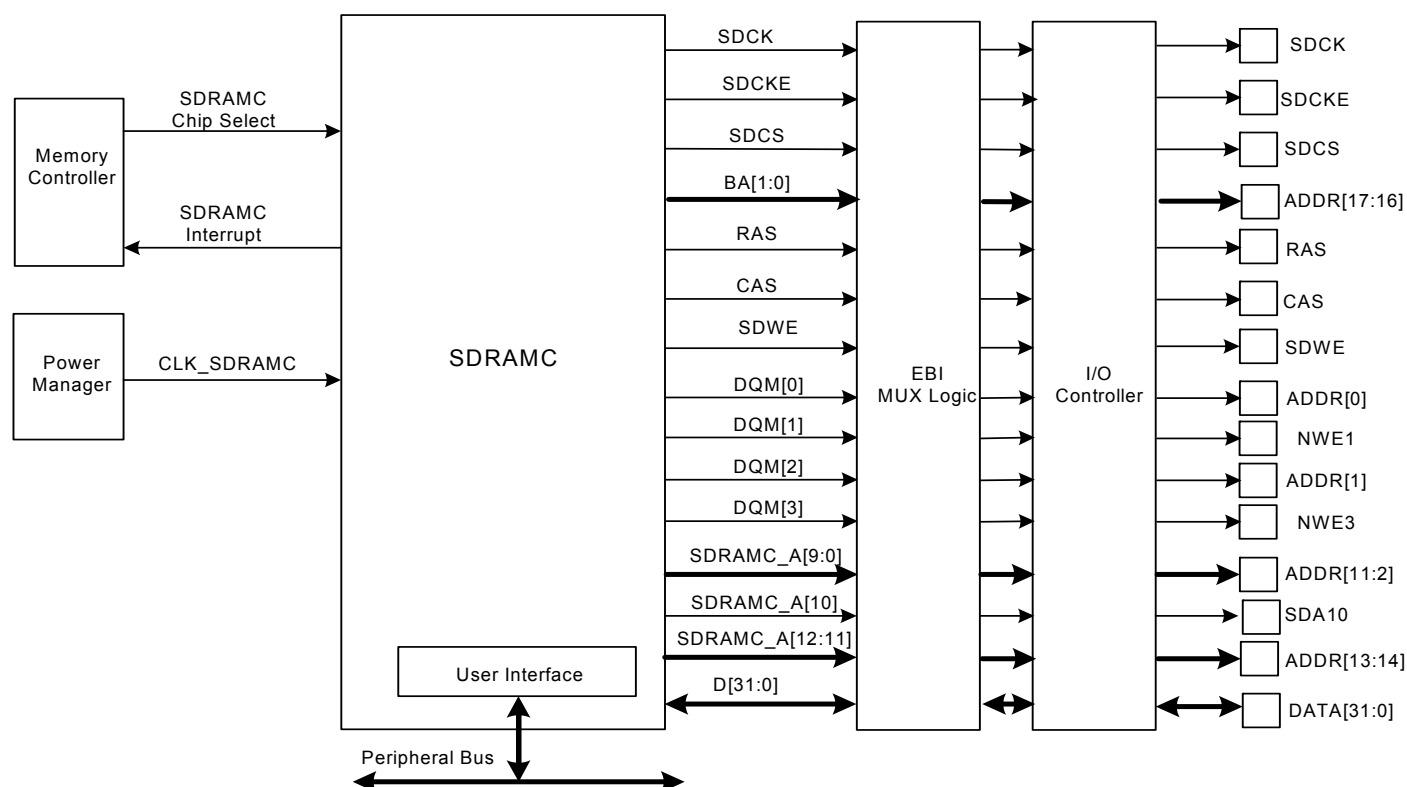 SDRAMC
Chip Select
Memory
Controller
SDRAMC
Interrupt
Power
Manager
CLK_SDRAMC
SDRAMC
User Interface
Peripheral Bus
SDCK
SDCKE
SDCS
BA[1:0]
RAS
CAS
SDWE
DQM[0]
DQM[1]
DQM[2]
DQM[3]
SDRAMC_A[9:0]
SDRAMC_A[10]
SDRAMC_A[12:11]
D[31:0]
EBI
MUX Logic
I/O
Controller
SDCK
SDCKE
SDCS
ADDR[17:16]
RAS
CAS
SDWE
ADDR[0]
NWE1
ADDR[1]
NWE3
ADDR[11:2]
SDA10
ADDR[13:14]
DATA[31:0]